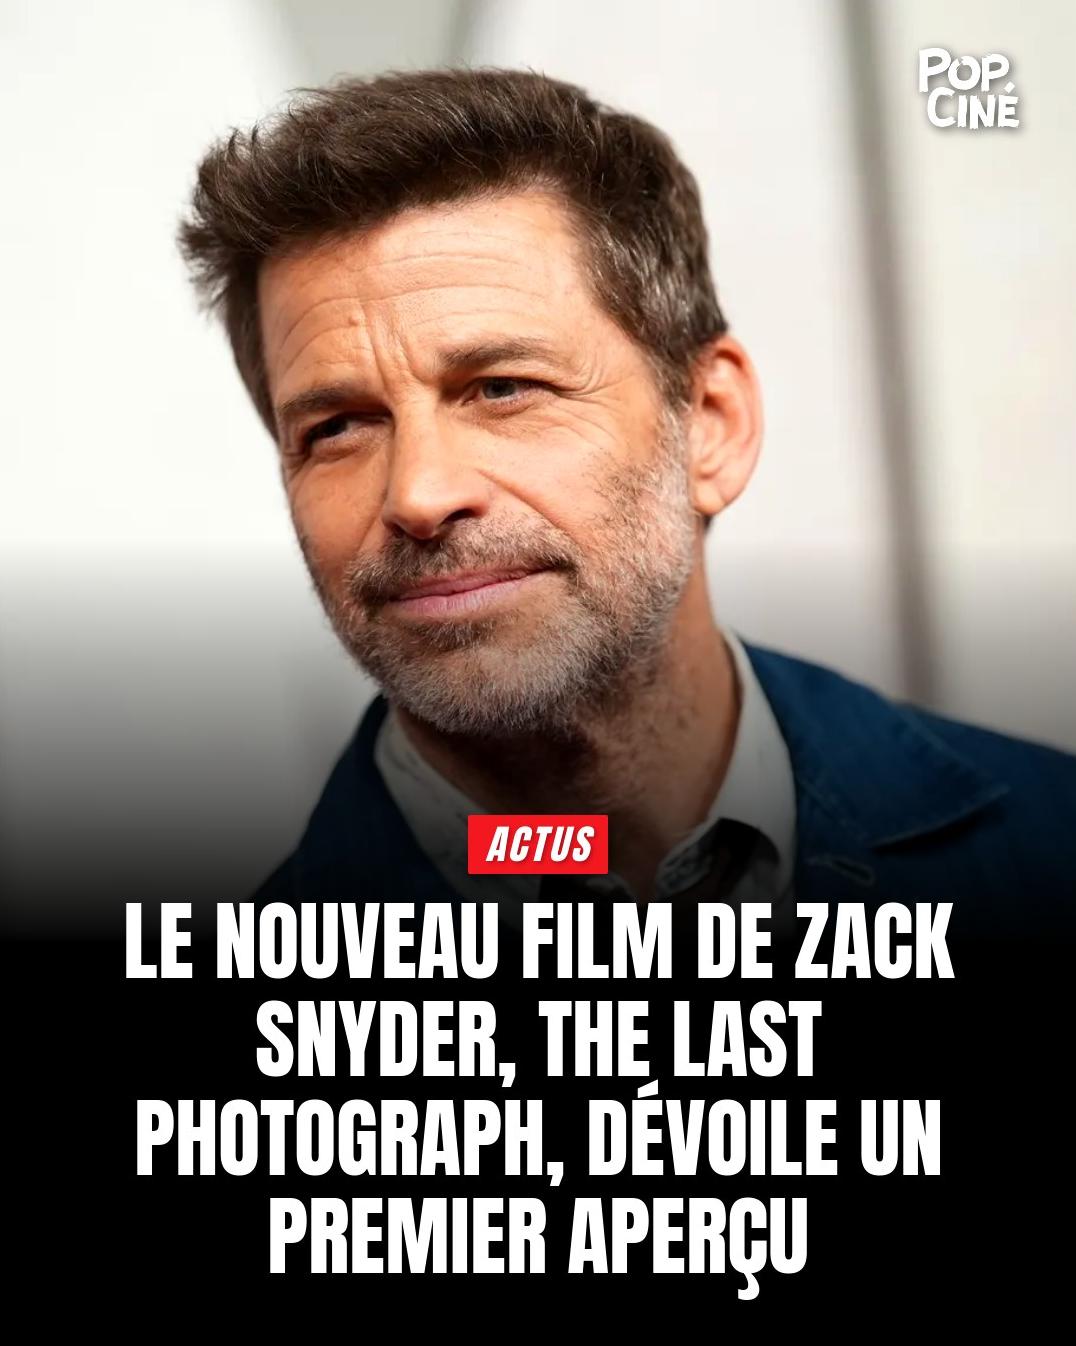 POP.
CINÉ
ACTUS
LE NOUVEAU FILM DE ZACK
SNYDER, THE LAST
PHOTOGRAPH, DÉVOILE UN
PREMIER APERÇU